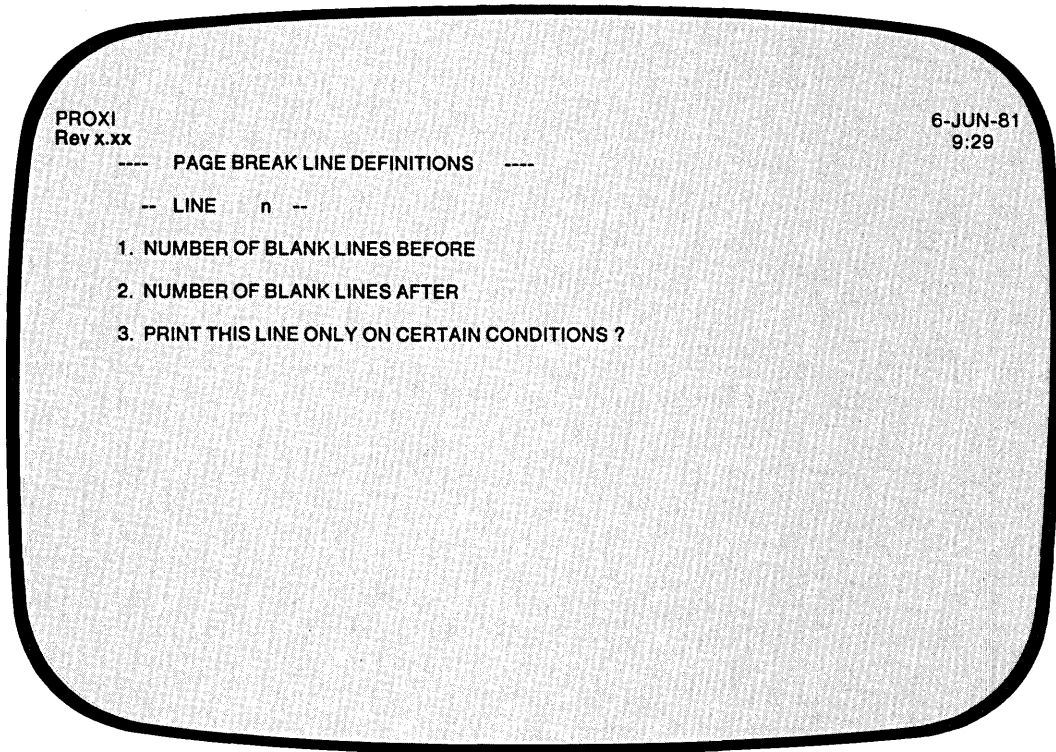 PROXI 6-JUN-81
Rev x.xx 9:29
---- PAGE BREAK LINE DEFINITIONS ----
-- LINE n --
1. NUMBER OF BLANK LINES BEFORE
2. NUMBER OF BLANK LINES AFTER
3. PRINT THIS LINE ONLY ON CERTAIN CONDITIONS ?